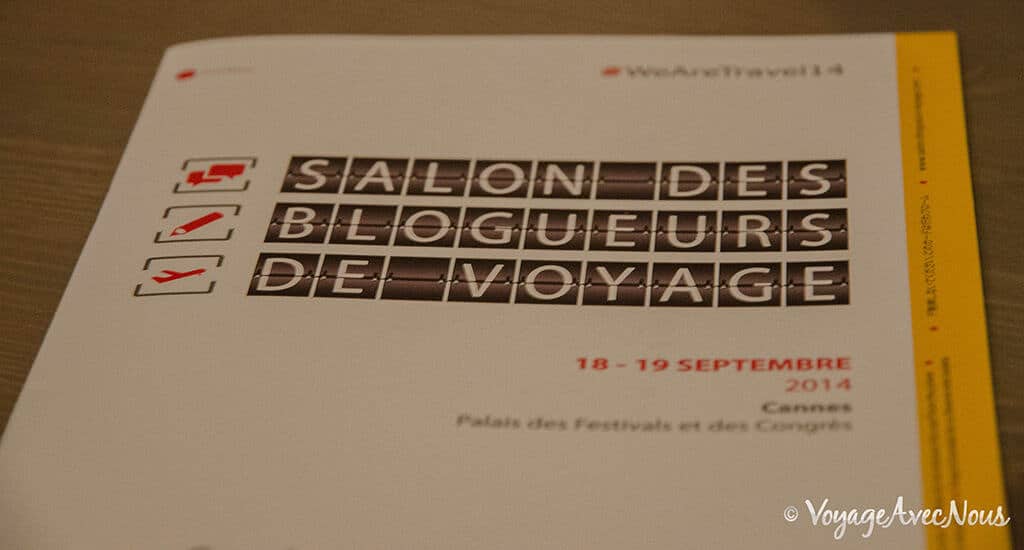 #WeAreTravel14
SALON DES
BLOGUEURS
DE VOYAGE
18 - 19 SEPTEMBRE
2014
Cannes
Palais des Festivals et des Congrès
© VoyageAvecNous